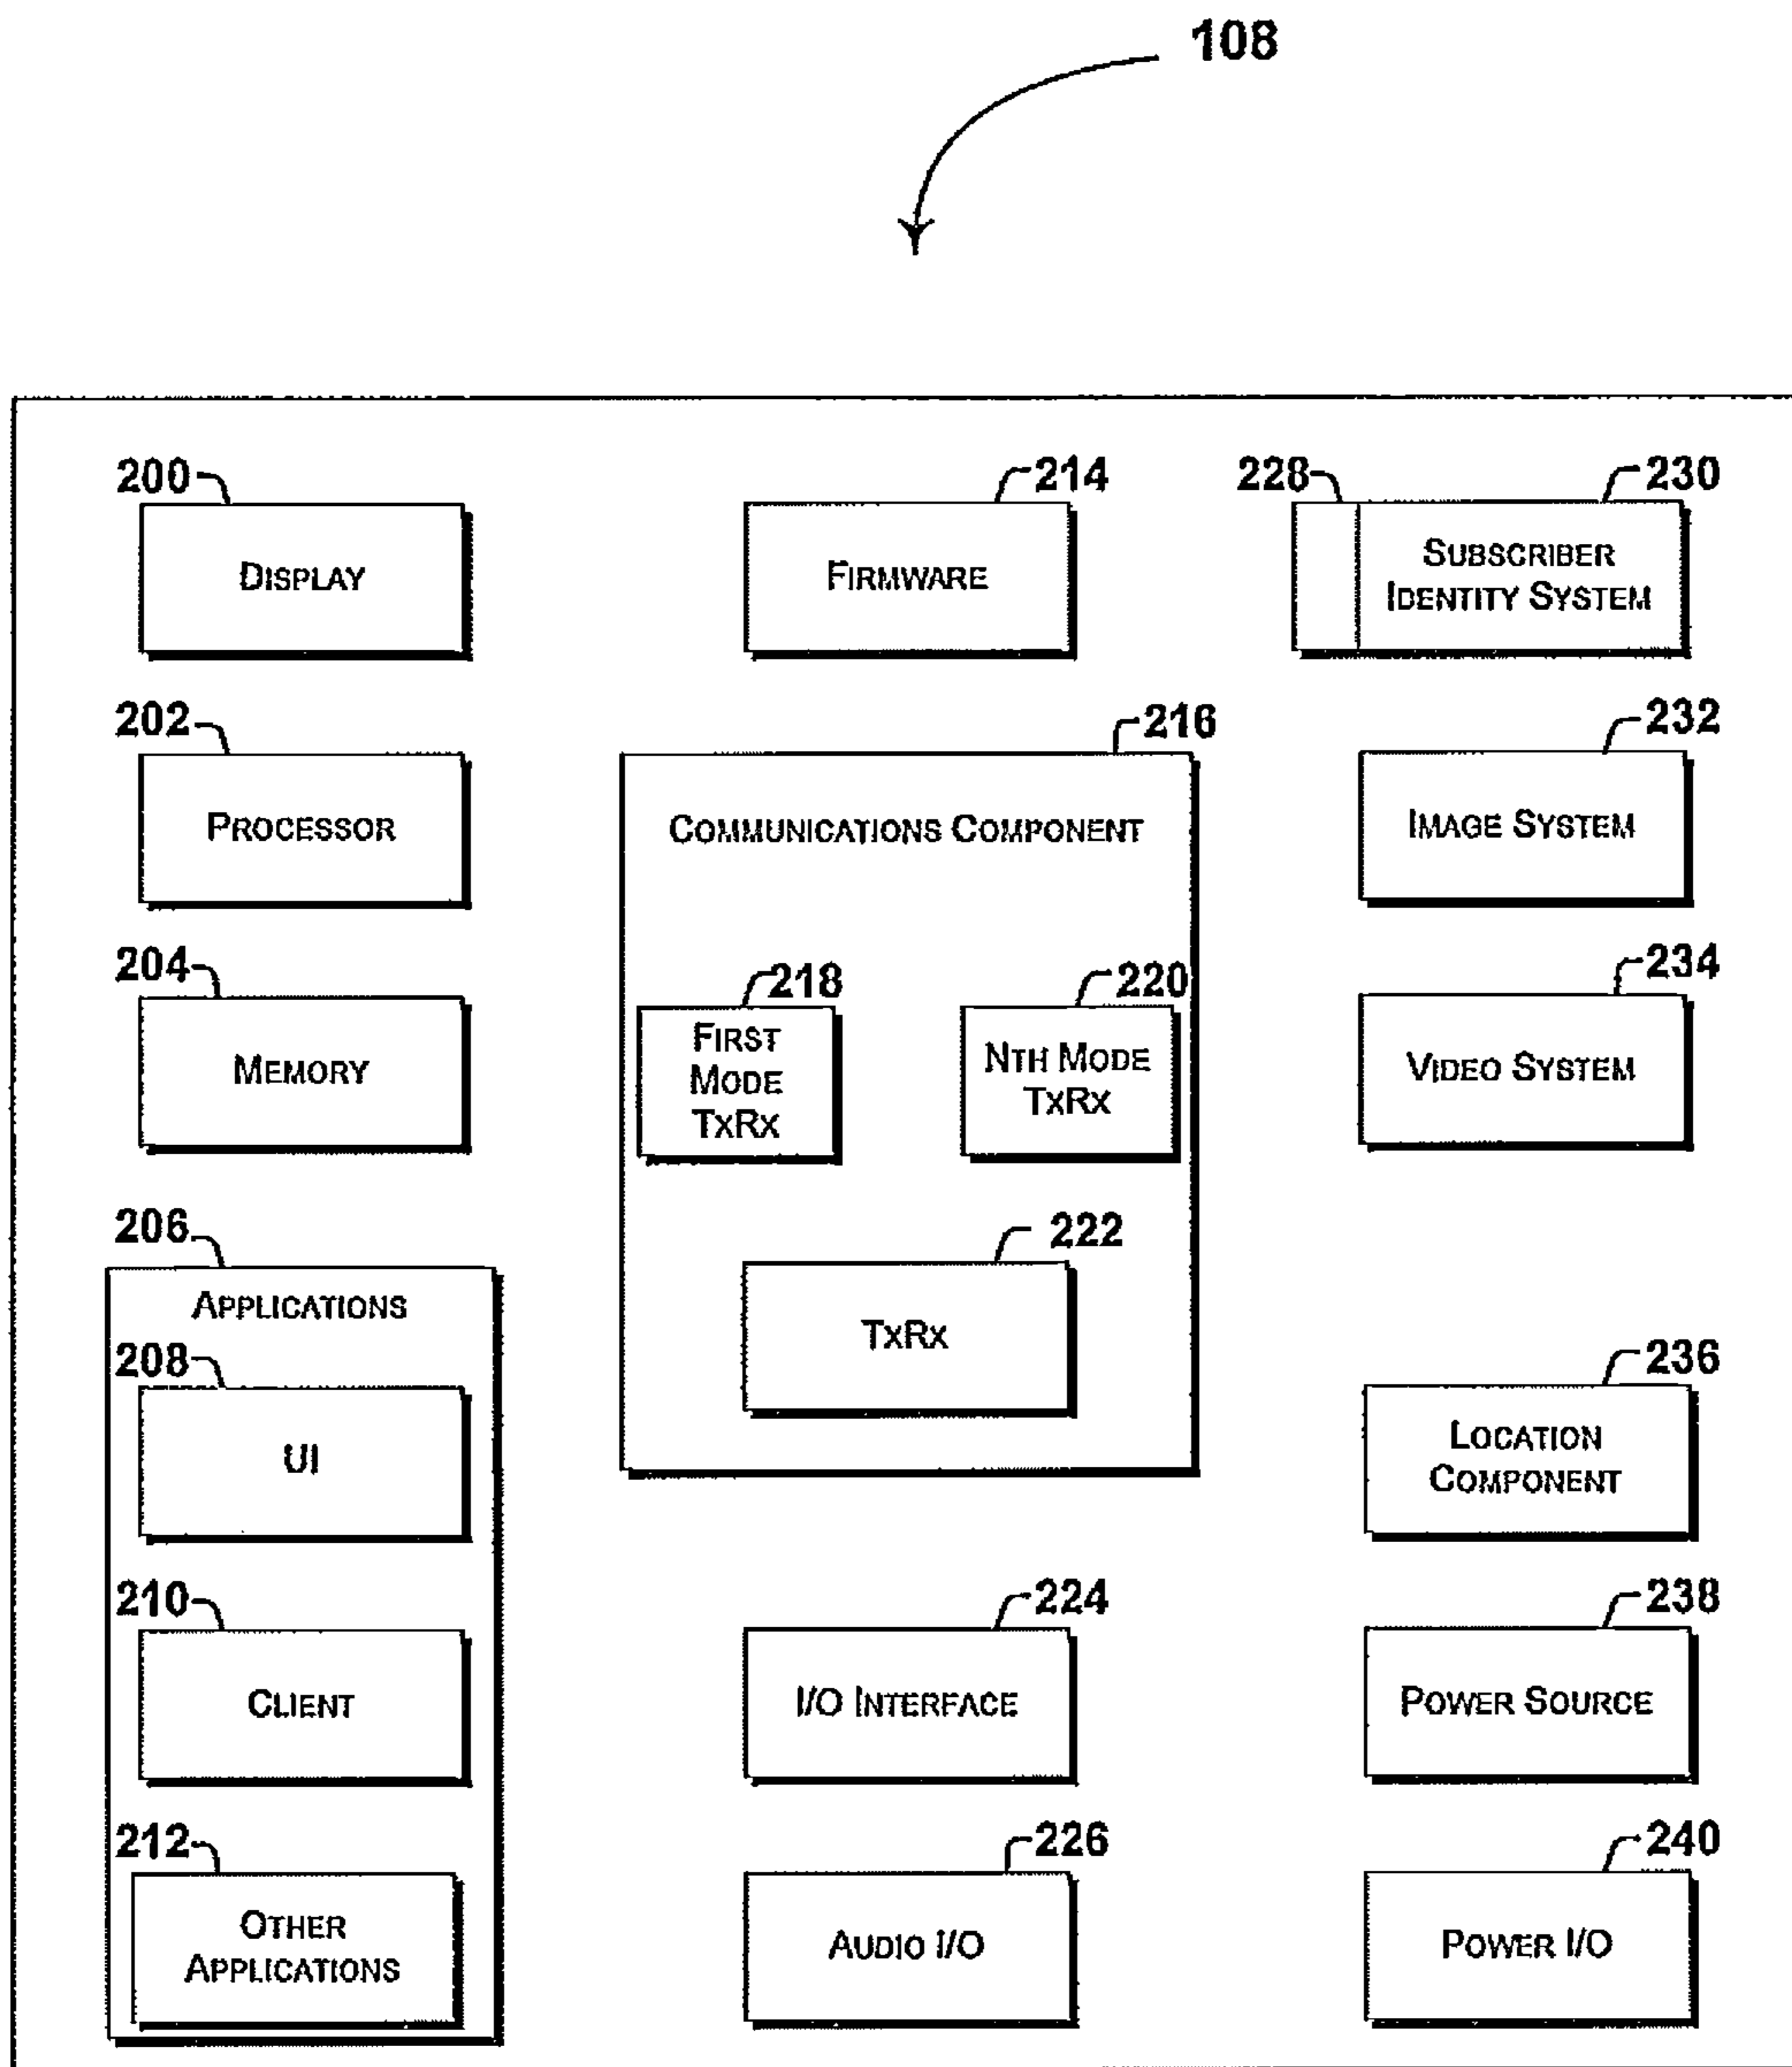 108
200
DISPLAY
214
FIRMWARE
228
230
SUBSCRIBER
IDENTITY SYSTEM
202
PROCESSOR
216
COMMUNICATIONS COMPONENT
232
IMAGE SYSTEM
204
MEMORY
218
FIRST
MODE
TXRX
220
NTH MODE
TXRX
234
VIDEO SYSTEM
206
APPLICATIONS
222
TXRX
208
UI
236
LOCATION
COMPONENT
210
CLIENT
224
I/O INTERFACE
238
POWER SOURCE
212
OTHER
APPLICATIONS
226
AUDIO I/O
240
POWER I/O